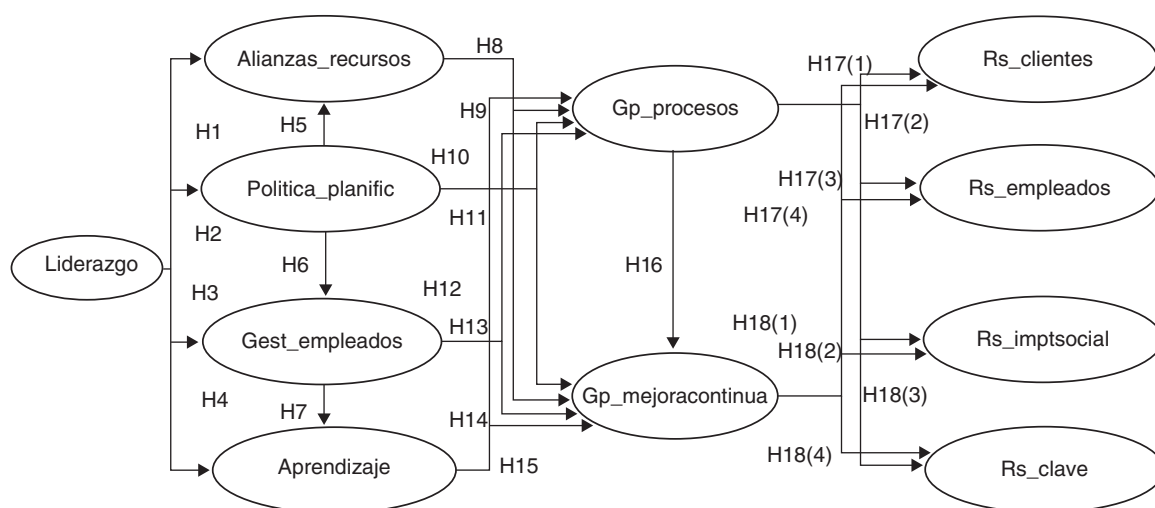 Alianzas_recursos
H8
Rs_clientes
H17(1)
Gp_procesos
H9
H5
H1
H17(2)
H10
Politica_planific
H17(3)
Rs_empleados
H11
H17(4)
H2
Liderazgo
H6
H16
H3
H12
H13
H18(1)
Gest_empleados
Rs_imptsocial
H18(2)
Gp_mejoracontinua
H18(3)
H4
H7
H14
H18(4)
Aprendizaje
H15
Rs_clave